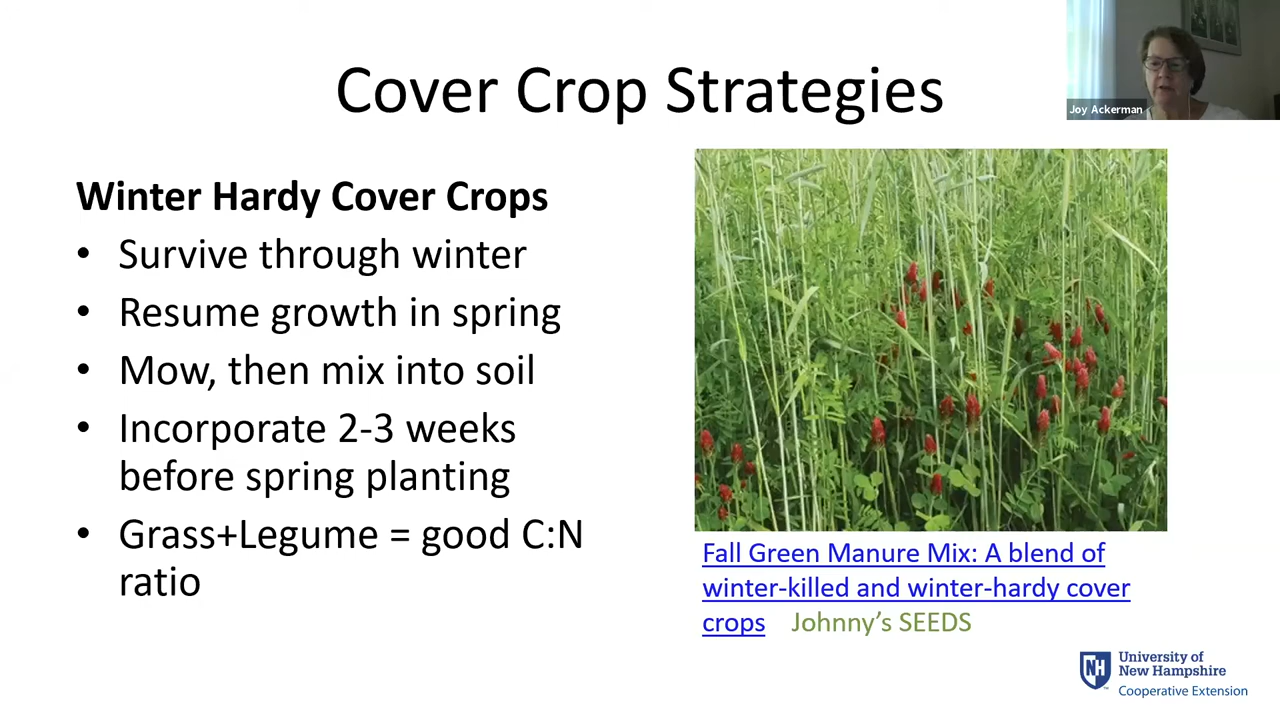 Cover Crop Strategies
Joy Ackerman
Winter Hardy Cover Crops
• Survive through winter
• Resume growth in spring
• Mow, then mix into soil
• Incorporate 2-3 weeks
before spring planting
• Grass+Legume = good C:N
ratio
Fall Green Manure Mix: A blend of
winter-killed and winter-hardy cover
crops Johnny's SEEDS
NH
University of
New Hampshire
Cooperative Extension